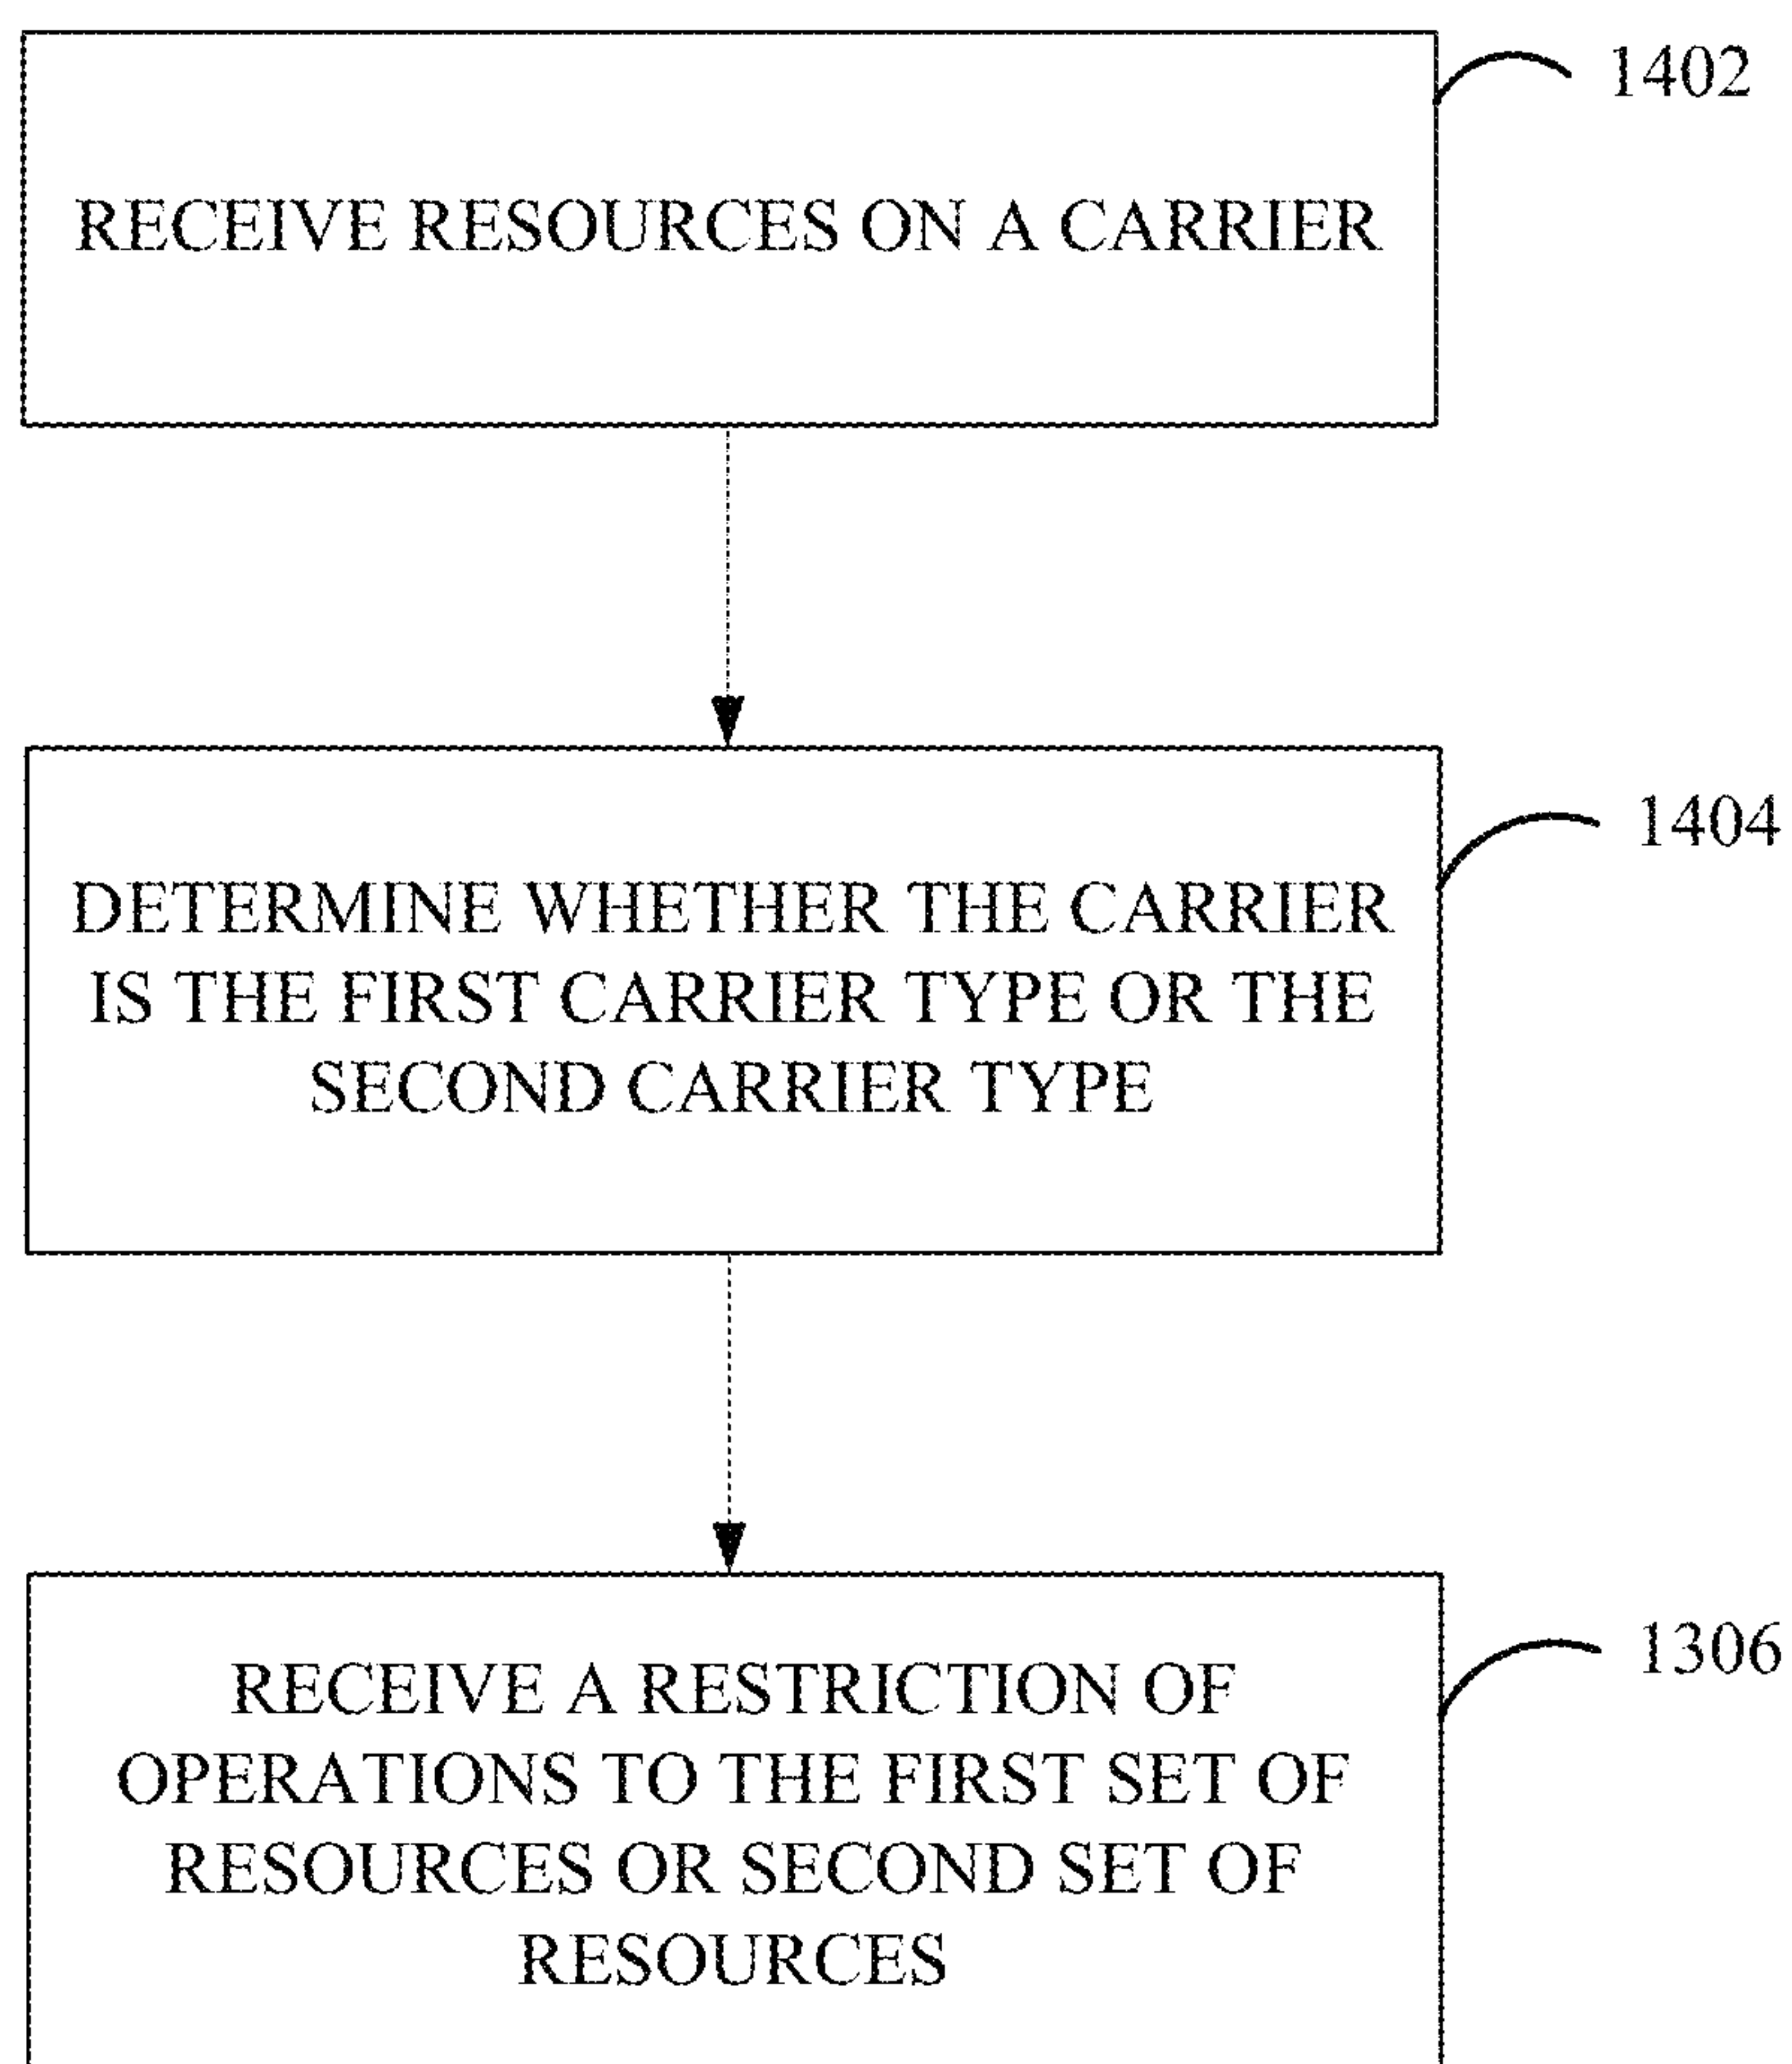 1402
RECEIVE RESOURCES ON A CARRIER
1404
DETERMINE WHETHER THE CARRIER
IS THE FIRST CARRIER TYPE OR THE
SECOND CARRIER TYPE
1306
RECEIVE A RESTRICTION OF
OPERATIONS TO THE FIRST SET OF
RESOURCES OR SECOND SET OF
RESOURCES